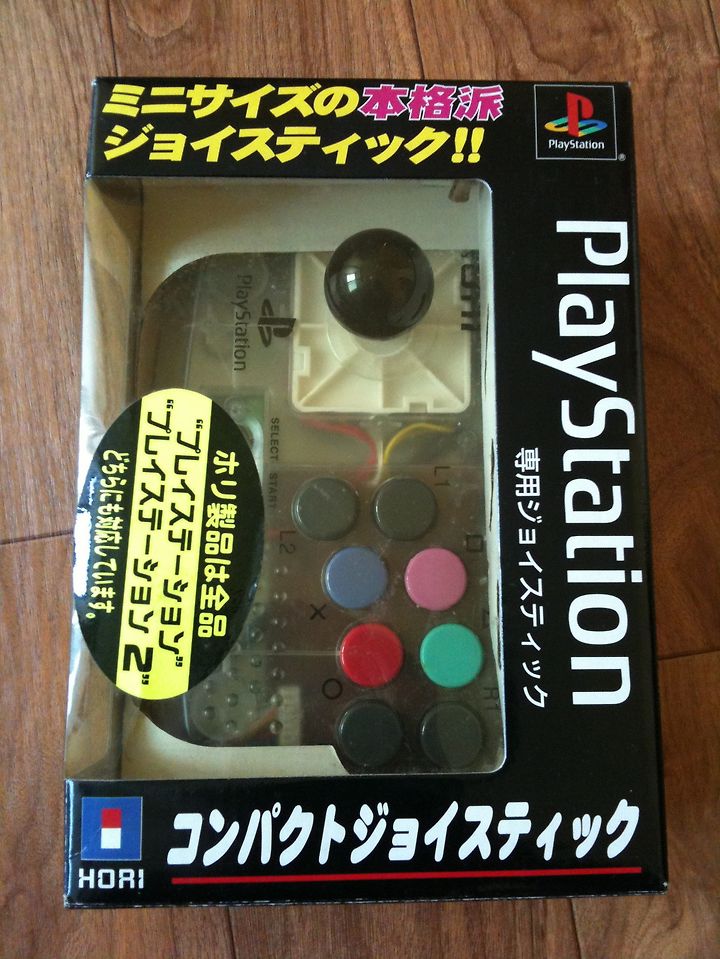 ミニサイズの本格派
ジョイスティック!!
PlayStation
®
PlayStation
専用ジョイスティック
PlayStation
SELECT
START
L1
L2
R1
ホリ製品は全品
“プレイステーション”
“プレイステーション 2”
どちらにも対応しています。
HORI
コンパクトジョイスティック